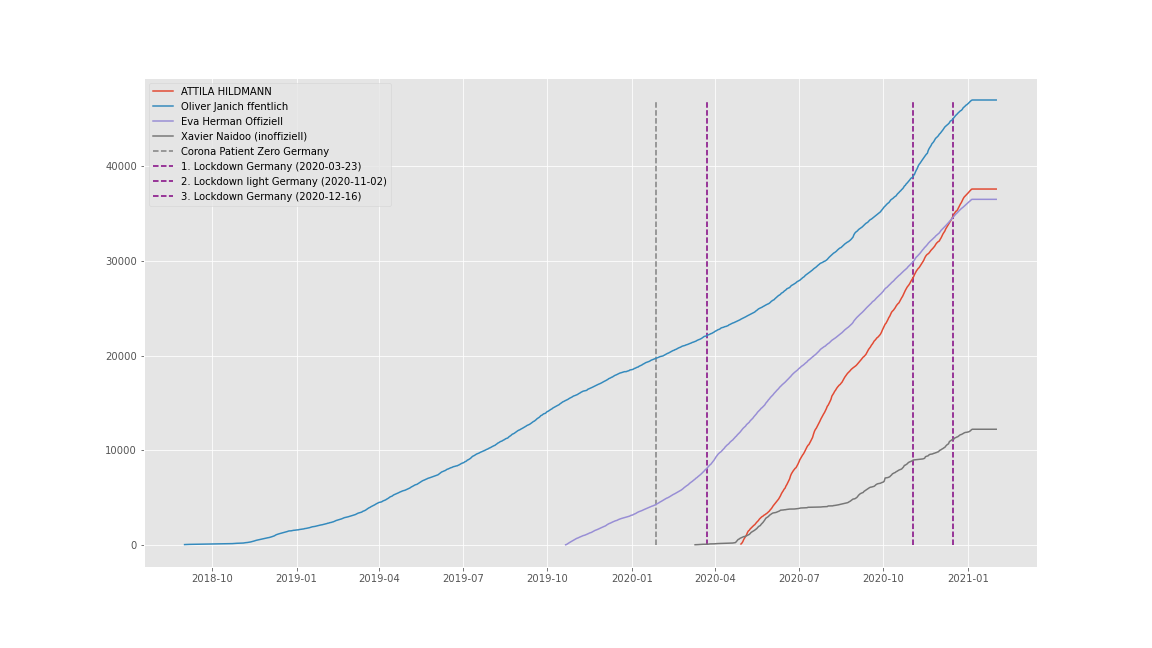 ATTILA HILDMANN
Oliver Janich ffentlich
Eva Herman Offiziell
Xavier Naidoo (inoffiziell)
Corona Patient Zero Germany
1. Lockdown Germany (2020-03-23)
2. Lockdown light Germany (2020-11-02)
3. Lockdown Germany (2020-12-16)
40000
30000
20000
10000
0
2018-10 2019-01 2019-04 2019-07 2019-10 2020-01 2020-04 2020-07 2020-10 2021-01